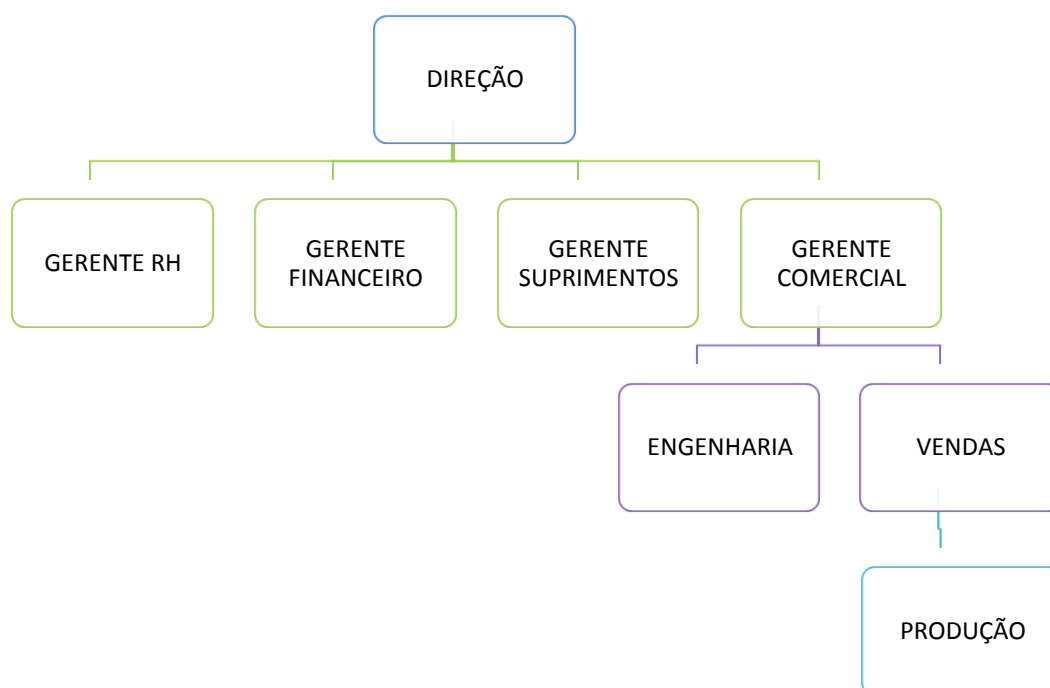 DIREÇÃO
GERENTE RH
GERENTE
FINANCEIRO
GERENTE
SUPRIMENTOS
GERENTE
COMERCIAL
ENGENHARIA
VENDAS
PRODUÇÃO